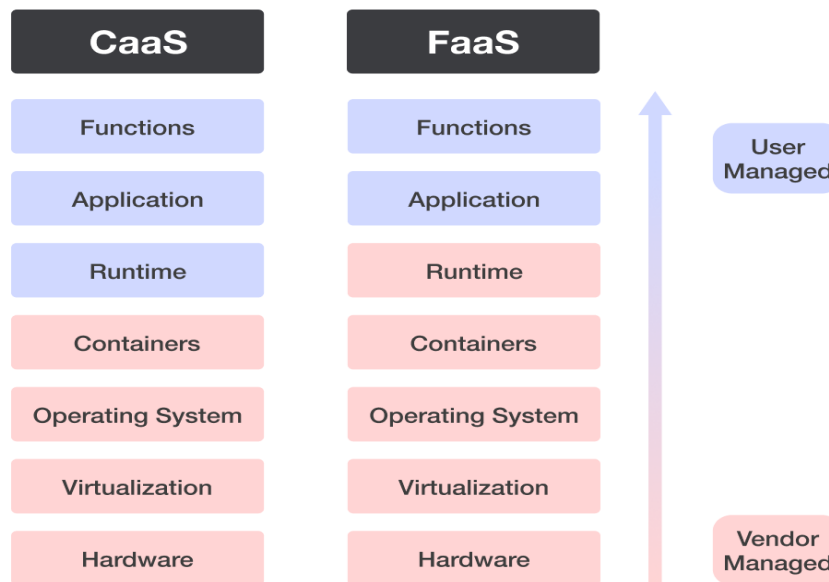 CaaS
Functions
Application
Runtime
Containers
Operating System
Virtualization
Hardware
FaaS
Functions
Application
Runtime
Containers
Operating System
Virtualization
Hardware
User
Managed
Vendor
Managed